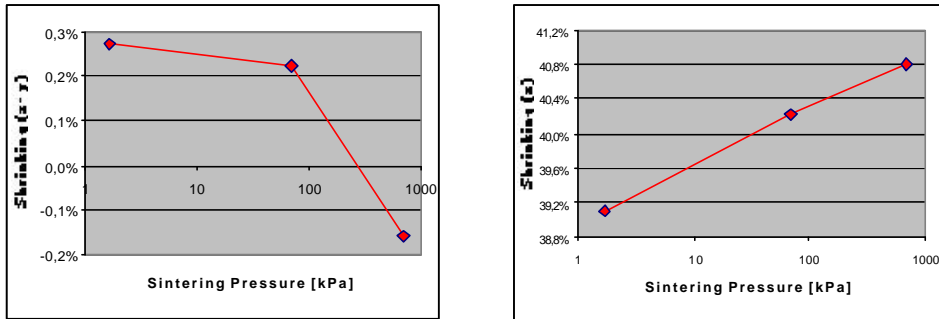 0,3%
0,2%
0,1%
0,0%
-0,1%
-0,2%
1 10 100 1000
Shrinking (x-y)
Sintering Pressure [kPa]
41,2%
40,8%
40,4%
40,0%
39,6%
39,2%
38,8%
1 10 100 1000
Shrinking (z)
Sintering Pressure [kPa]